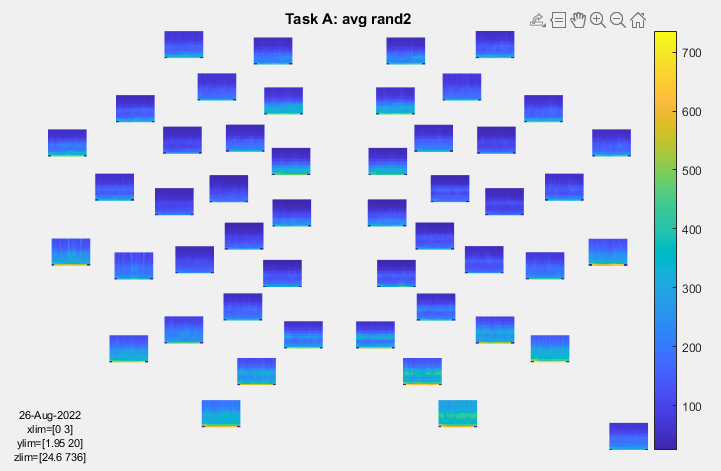 Task A: avg rand2
700
600
500
400
300
200
100
26-Aug-2022
xlim=[0 3]
ylim=[1.95 20]
zlim=[24.6 736]